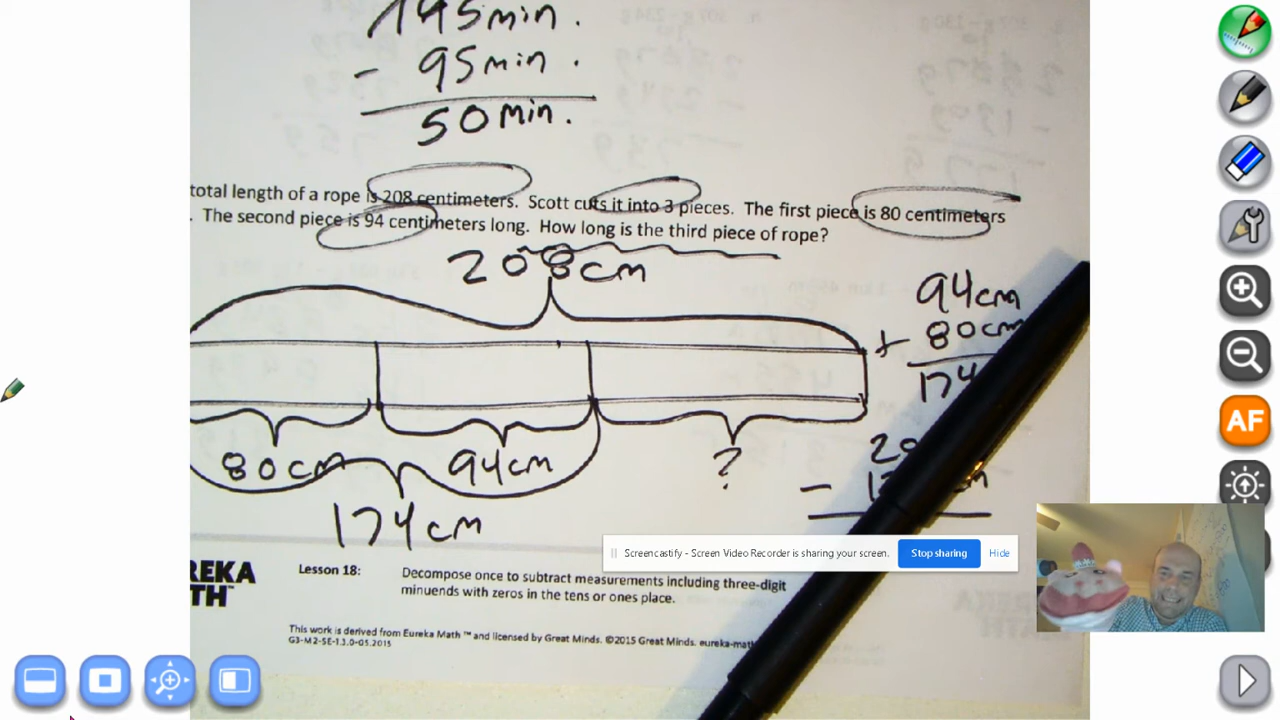 145min.
- 95min.
50min.
total length of a rope is 208 centimeters. Scott cuts it into 3 pieces. The first piece is 80 centimeters
. The second piece is 94 centimeters long. How long is the third piece of rope?
208cm
94cm
+ 80cm
174
80cm
94cm
?
-
174cm
Screencastify - Screen Video Recorder is sharing your screen.
Stop sharing
Hide
REKA
TH™
Lesson 18:
Decompose once to subtract measurements including three-digit
minuends with zeros in the tens or ones place.
This work is derived from Eureka Math ™ and licensed by Great Minds. ©2015 Great Minds. eureka-math
G3-M2-SE-1.3.0-05.2015
AF